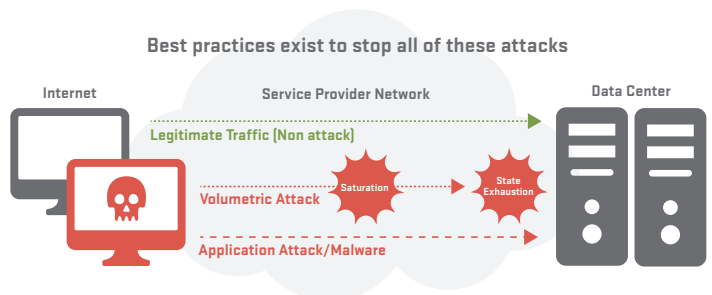 Best practices exist to stop all of these attacks
Internet
Service Provider Network
Data Center
Legitimate Traffic (Non attack)
Volumetric Attack
Saturation
State
Exhaustion
Application Attack/Malware